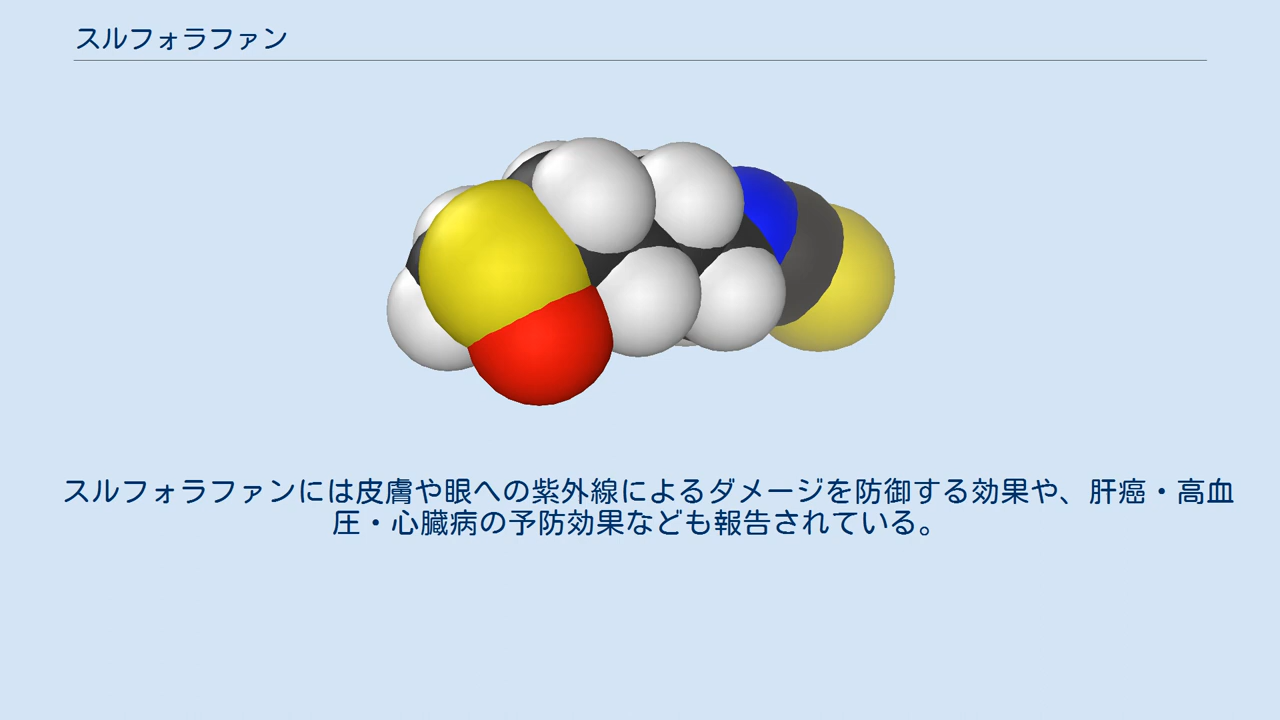 スルフォラファン
スルフォラファンには皮膚や眼への紫外線によるダメージを防御する効果や、肝癌・高血
圧・心臓病の予防効果なども報告されている。